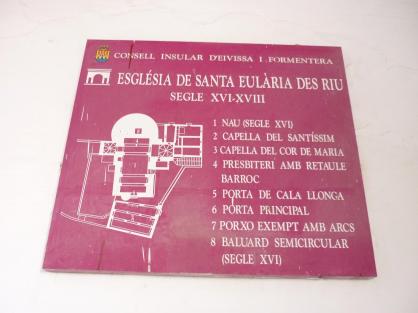 CONSELL INSULAR D'EIVISSA I FORMENTERA
ESGLÉSIA DE SANTA EULÀRIA DES RIU
SEGLE XVI-XVIII
1 NAU (SEGLE XVI)
2 CAPELLA DEL SANTÍSSIM
3 CAPELLA DEL COR DE MARIA
4 PRESBITERI AMB RETAULE
BARROC
5 PORTA DE CALA LLONGA
6 PORTA PRINCIPAL
7 PORXO EXEMPT AMB ARCS
8 BALUARD SEMICIRCULAR
(SEGLE XVI)